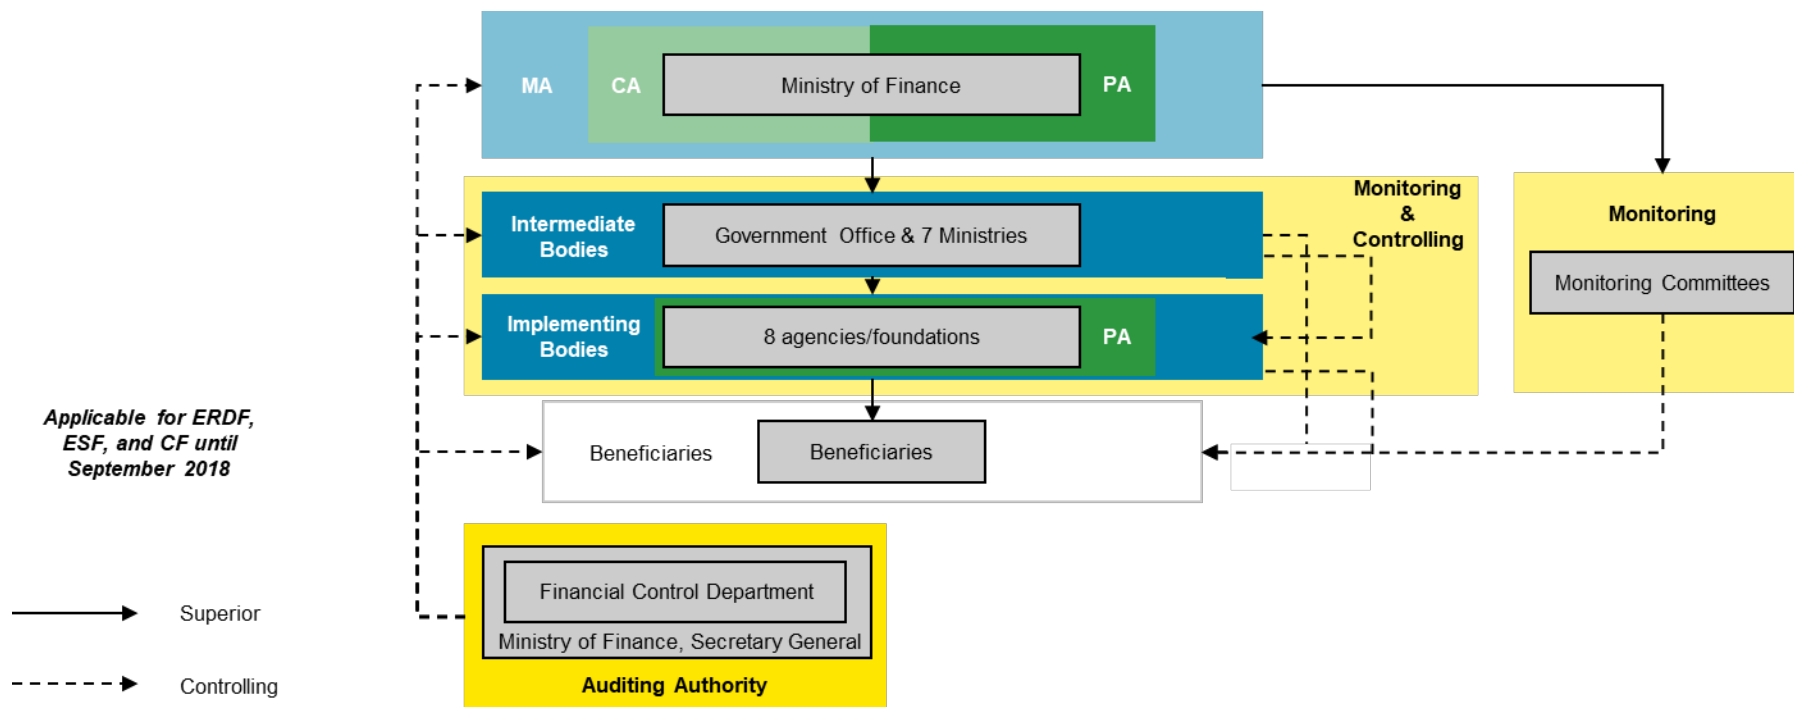 MA
CA
Ministry of Finance
PA
Intermediate
Bodies
Government Office & 7 Ministries
Monitoring
&
Controlling
Monitoring
Monitoring Committees
Implementing
Bodies
8 agencies/foundations
PA
Applicable for ERDF,
ESF, and CF until
September 2018
Beneficiaries
Beneficiaries
Financial Control Department
Ministry of Finance, Secretary General
Auditing Authority
Superior
Controlling